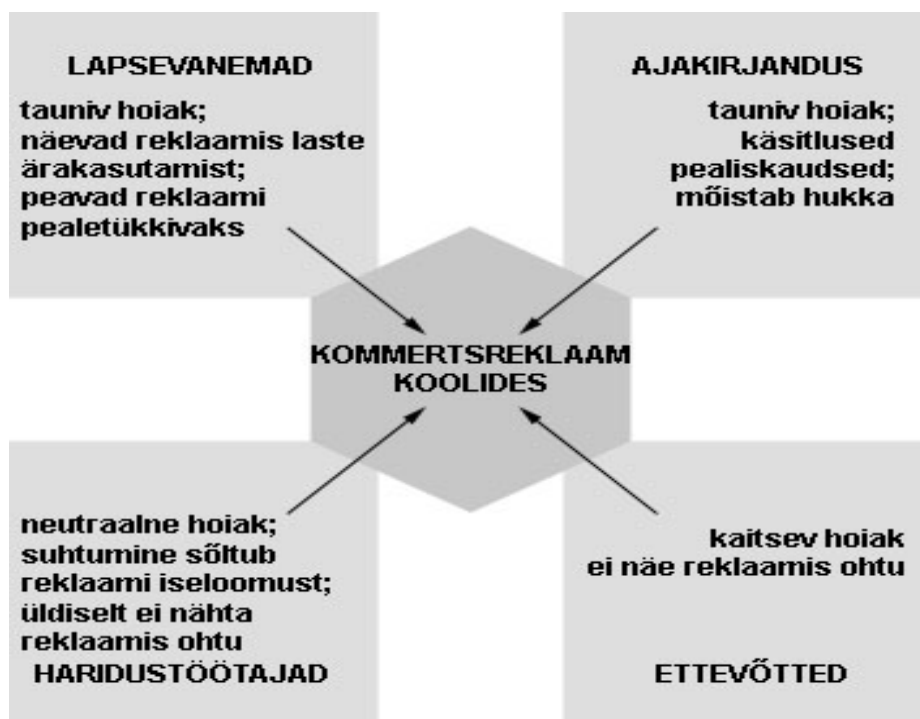 LAPSEVANEMAD
tauniv hoiak;
näevad reklaamis laste
ärakasutamist;
peavad reklaami
pealetükkivaks
AJAKIRJANDUS
tauniv hoiak;
käsitlused
pealiskaudsed;
mõistab hukka
KOMMERTSREKLAAM
KOOLIDES
neutraalne hoiak;
suhtumine sõltub
reklaami iseloomust;
üldiselt ei nähta
reklaamis ohtu
HARIDUSTÖÖTAJAD
kaitsev hoiak
ei näe reklaamis ohtu
ETTEVÕTTED